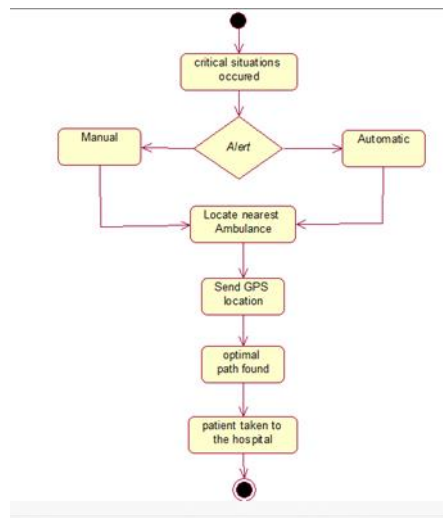 critical situations
occured
Manual
Alert
Automatic
Locate nearest
Ambulance
Send GPS
location
optimal
path found
patient taken to
the hospital